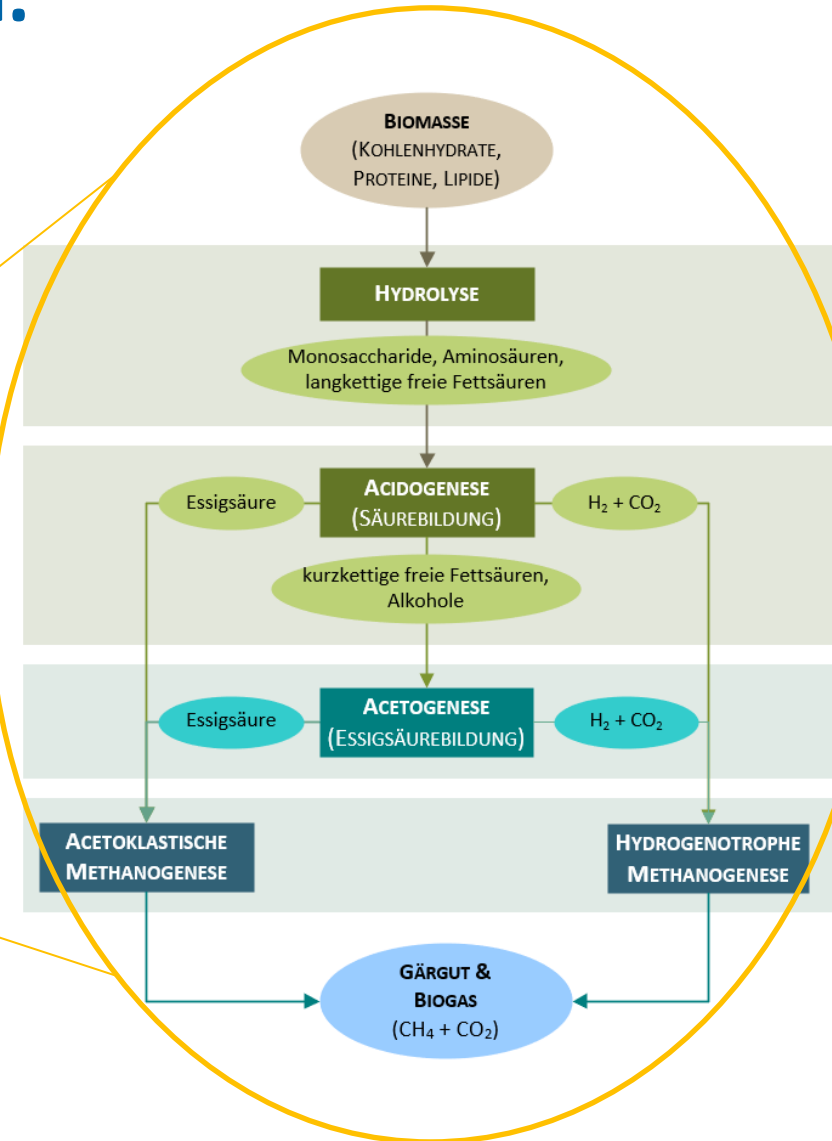 BIOMASSE
(KOHLENHYDRATE,
PROTEINE, LIPIDE)
HYDROLYSE
Monosaccharide, Aminosäuren,
langkettige freie Fettsäuren
Essigsäure
ACIDOGENESE
(SÄUREBILDUNG)
H₂ + CO₂
kurzkettige freie Fettsäuren,
Alkohole
Essigsäure
ACETOGENESE
(ESSIGSÄUREBILDUNG)
H₂ + CO₂
ACETOKLASTISCHE
METHANOGENESE
HYDROGENOTROPHE
METHANOGENESE
GÄRGUT &
BIOGAS
(CH₄ + CO₂)